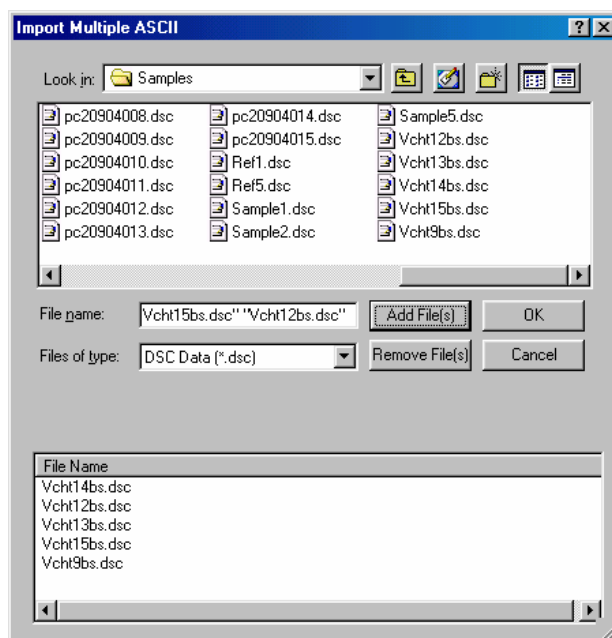 Import Multiple ASCII
Look in: Samples
pc20904008.dsc pc20904014.dsc Sample5.dsc
pc20904009.dsc pc20904015.dsc Vcht12bs.dsc
pc20904010.dsc Ref1.dsc Vcht13bs.dsc
pc20904011.dsc Ref5.dsc Vcht14bs.dsc
pc20904012.dsc Sample1.dsc Vcht15bs.dsc
pc20904013.dsc Sample2.dsc Vcht9bs.dsc
File name: Vcht15bs.dsc" "Vcht12bs.dsc" Add File(s) OK
Files of type: DSC Data (*.dsc) Remove File(s) Cancel
File Name
Vcht14bs.dsc
Vcht12bs.dsc
Vcht13bs.dsc
Vcht15bs.dsc
Vcht9bs.dsc